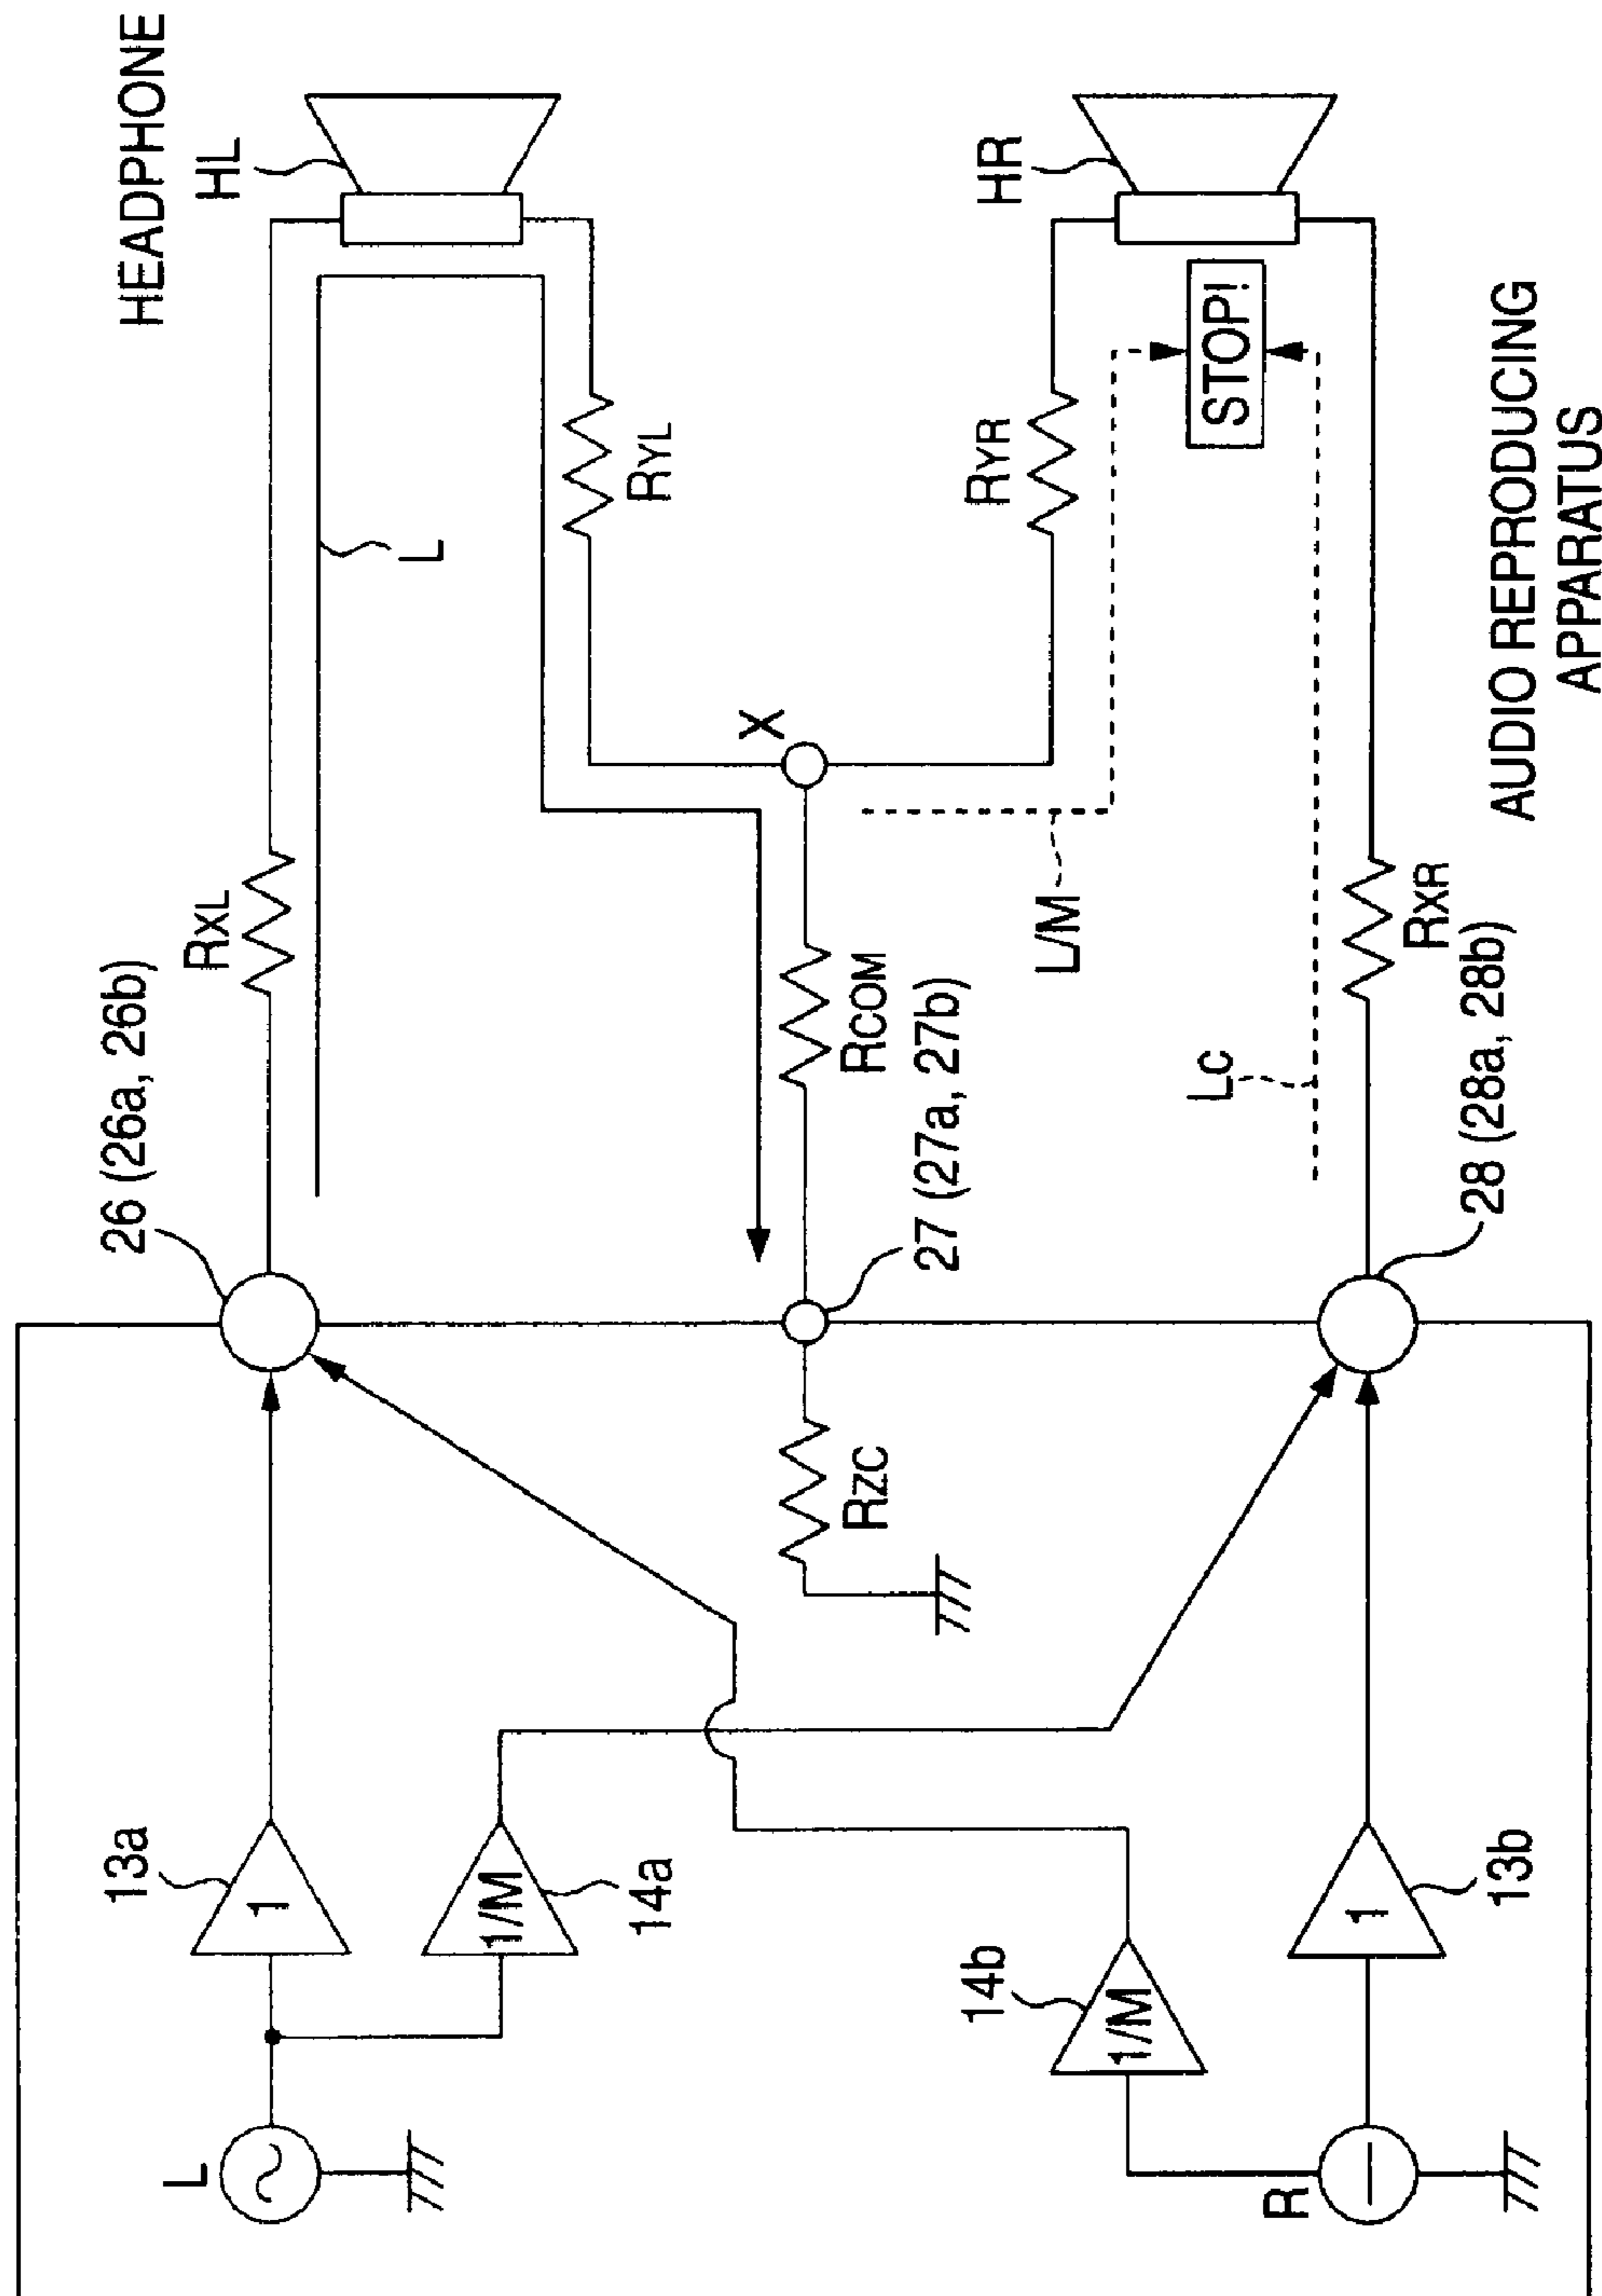 HEADPHONE
HL
HR
STOP!
RYL
RYR
L
X
AUDIO REPRODUCING
APPARATUS
RXL
RCOM
L/M
LC
RXR
26 (26a, 26b)
27 (27a, 27b)
28 (28a, 28b)
RZC
13a
1
1/M
14a
14b
1/M
1
13b
L
R